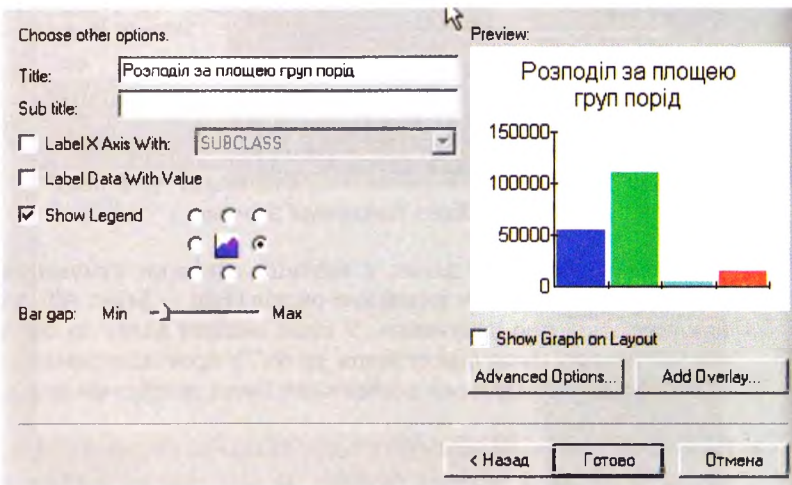 Choose other options.
Title: Розподіл за площею груп порід
Sub title:
Label X Axis With: SUBCLASS
Label Data With Value
Show Legend
Bar gap: Min Max
Preview:
Розподіл за площею
груп порід
150000
100000
50000
0
Show Graph on Layout
Advanced Options... Add Overlay...
< Назад Готово Отмена